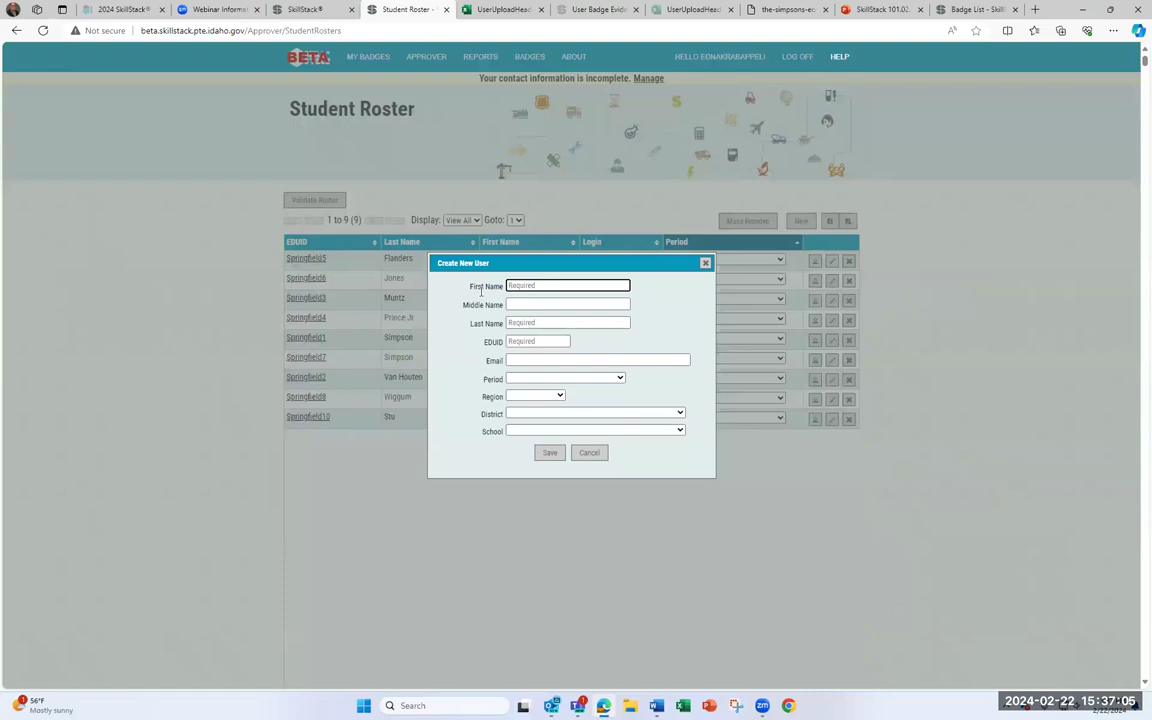 2024 SkillStack®
Webinar Informat
SkillStack®
Student Roster -
UserUploadHead
User Badge Evid
UserUploadHead
the-simpsons-ed
SkillStack 101.02.
Badge List - Skill
Not secure
beta.skillstack.pte.idaho.gov/Approver/StudentRosters
BETA
MY BADGES
APPROVER
REPORTS
BADGES
ABOUT
HELLO EDNAKRABAPPEL!
LOG OFF
HELP
Your contact information is incomplete. Manage
Student Roster
Validate Roster
1 to 9 (9)
Display: View All
Goto: 1
Mass Remove
New
EDUID
Last Name
First Name
Login
Period
Springfield5
Flanders
Springfield6
Jones
Springfield3
Muntz
Springfield4
Prince Jr
Springfield1
Simpson
Springfield7
Simpson
Springfield2
Van Houten
Springfield8
Wiggum
Springfield10
Stu
Create New User
First Name Required
Middle Name
Last Name Required
EDUID Required
Email
Period
Region
District
School
Save
Cancel
56°F
Mostly sunny
Search
2024-02-22 15:37:05
2/22/2024